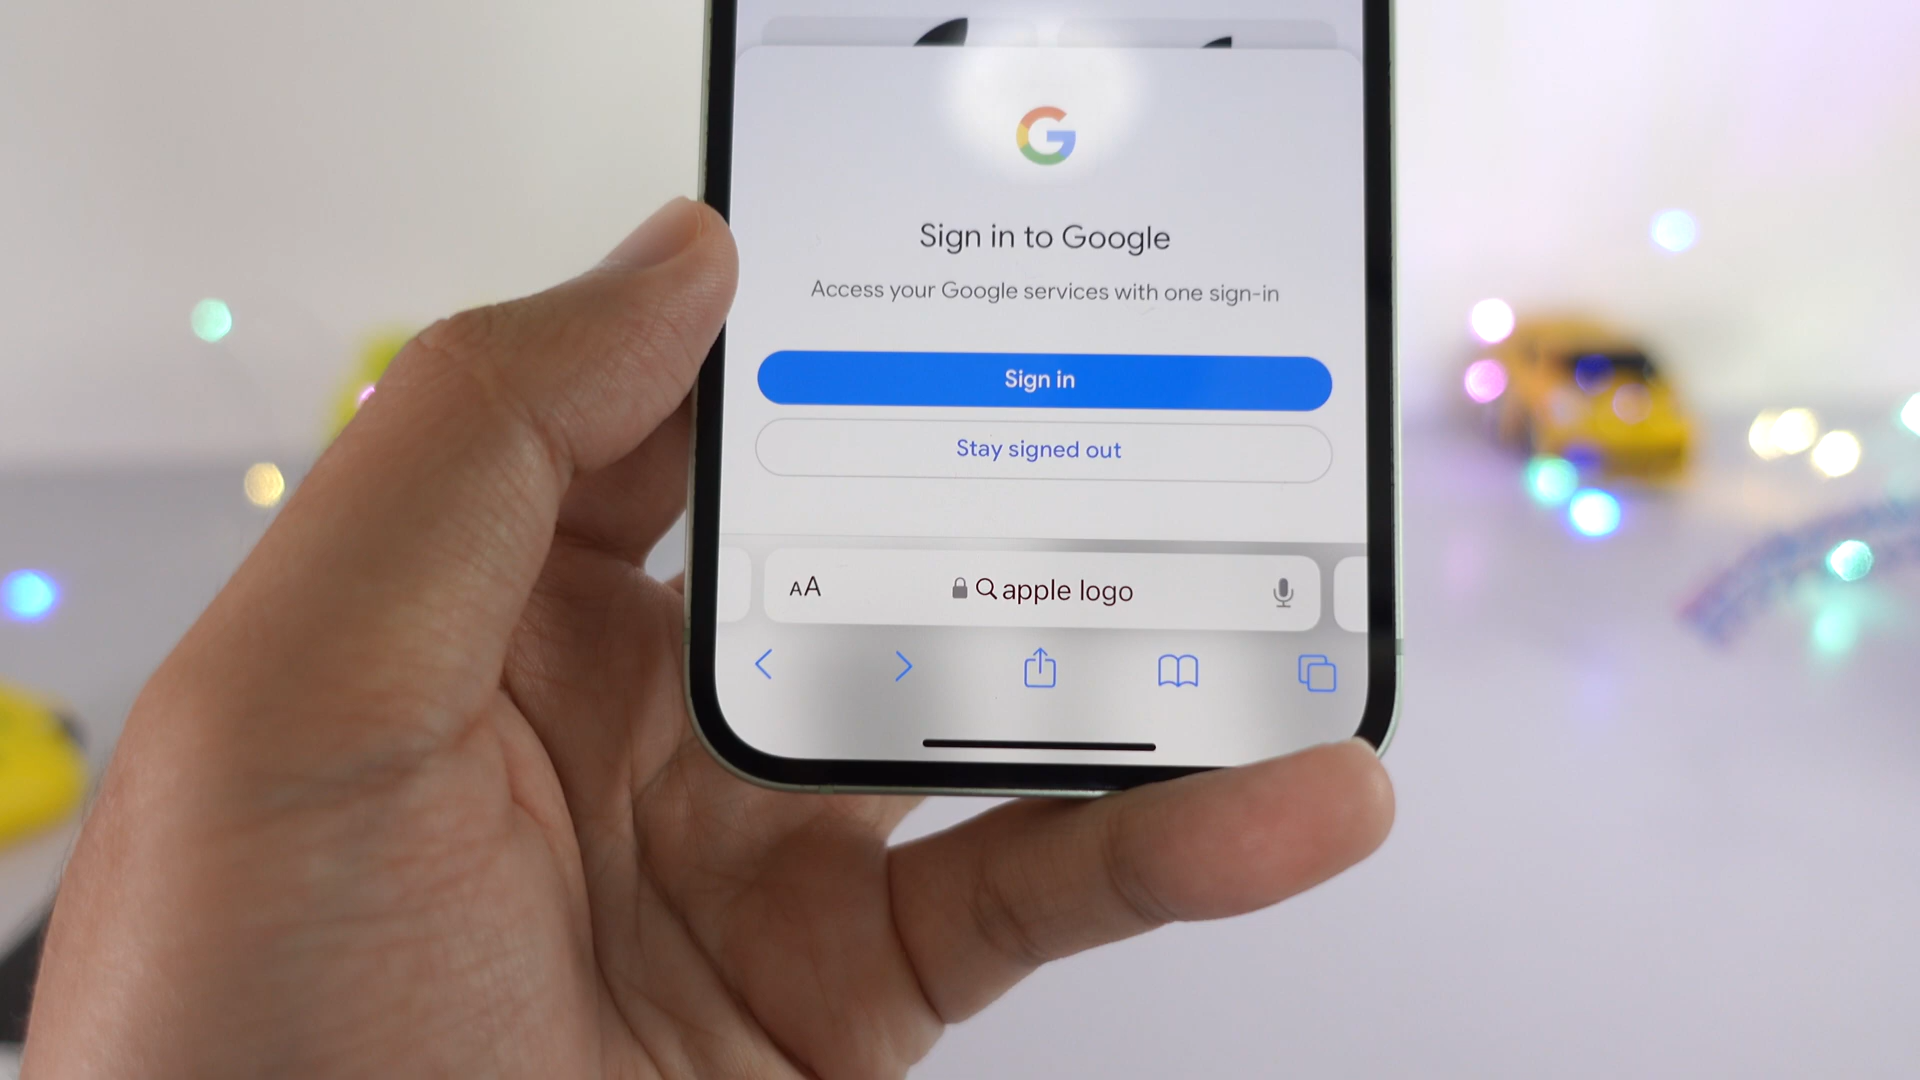 Sign in to Google
Access your Google services with one sign-in
Sign in
Stay signed out
AA apple logo